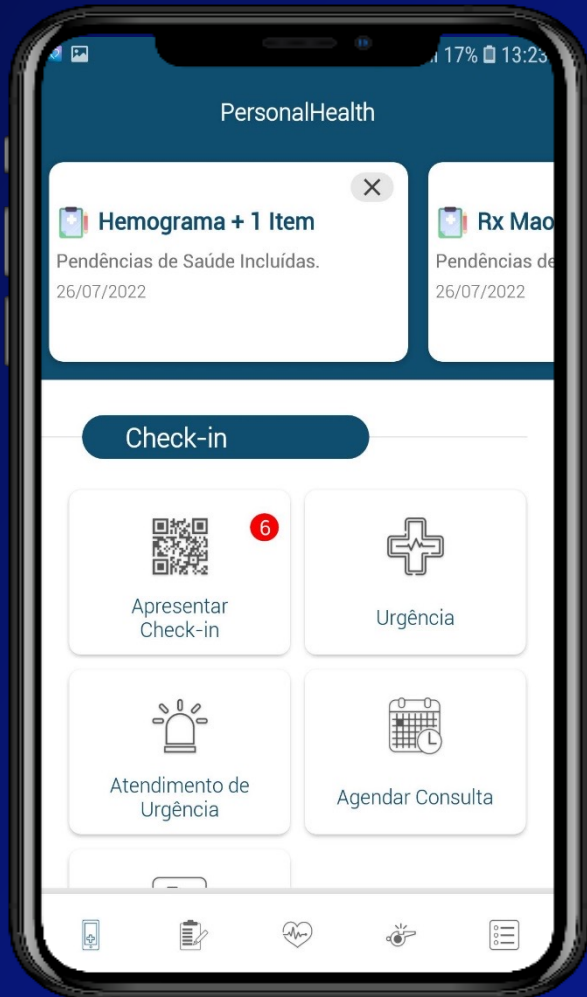 17% 13:23
PersonalHealth
Hemograma + 1 Item
Pendências de Saúde Incluídas.
26/07/2022
Rx Mao
Pendências de
26/07/2022
Check-in
6
Apresentar
Check-in
Urgência
Atendimento de
Urgência
Agendar Consulta